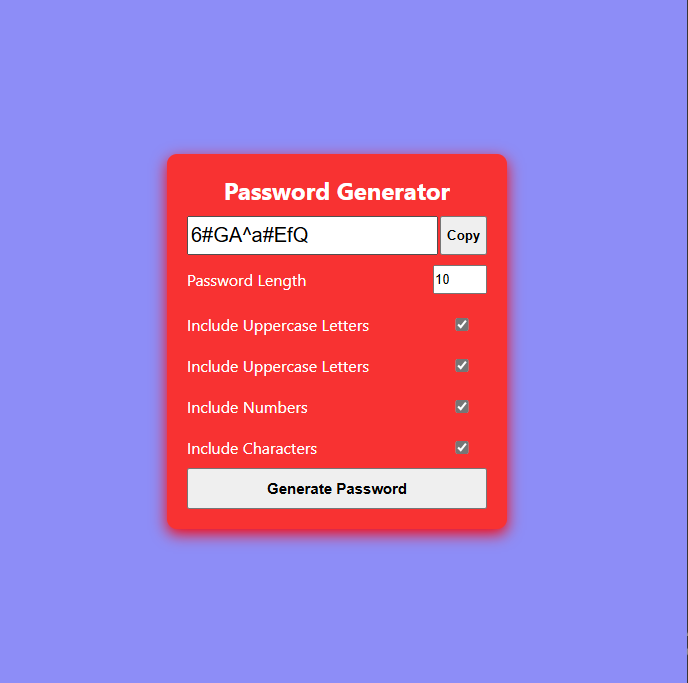 Password Generator
6#GA^a#EfQ Copy
Password Length 10
Include Uppercase Letters
Include Uppercase Letters
Include Numbers
Include Characters
Generate Password